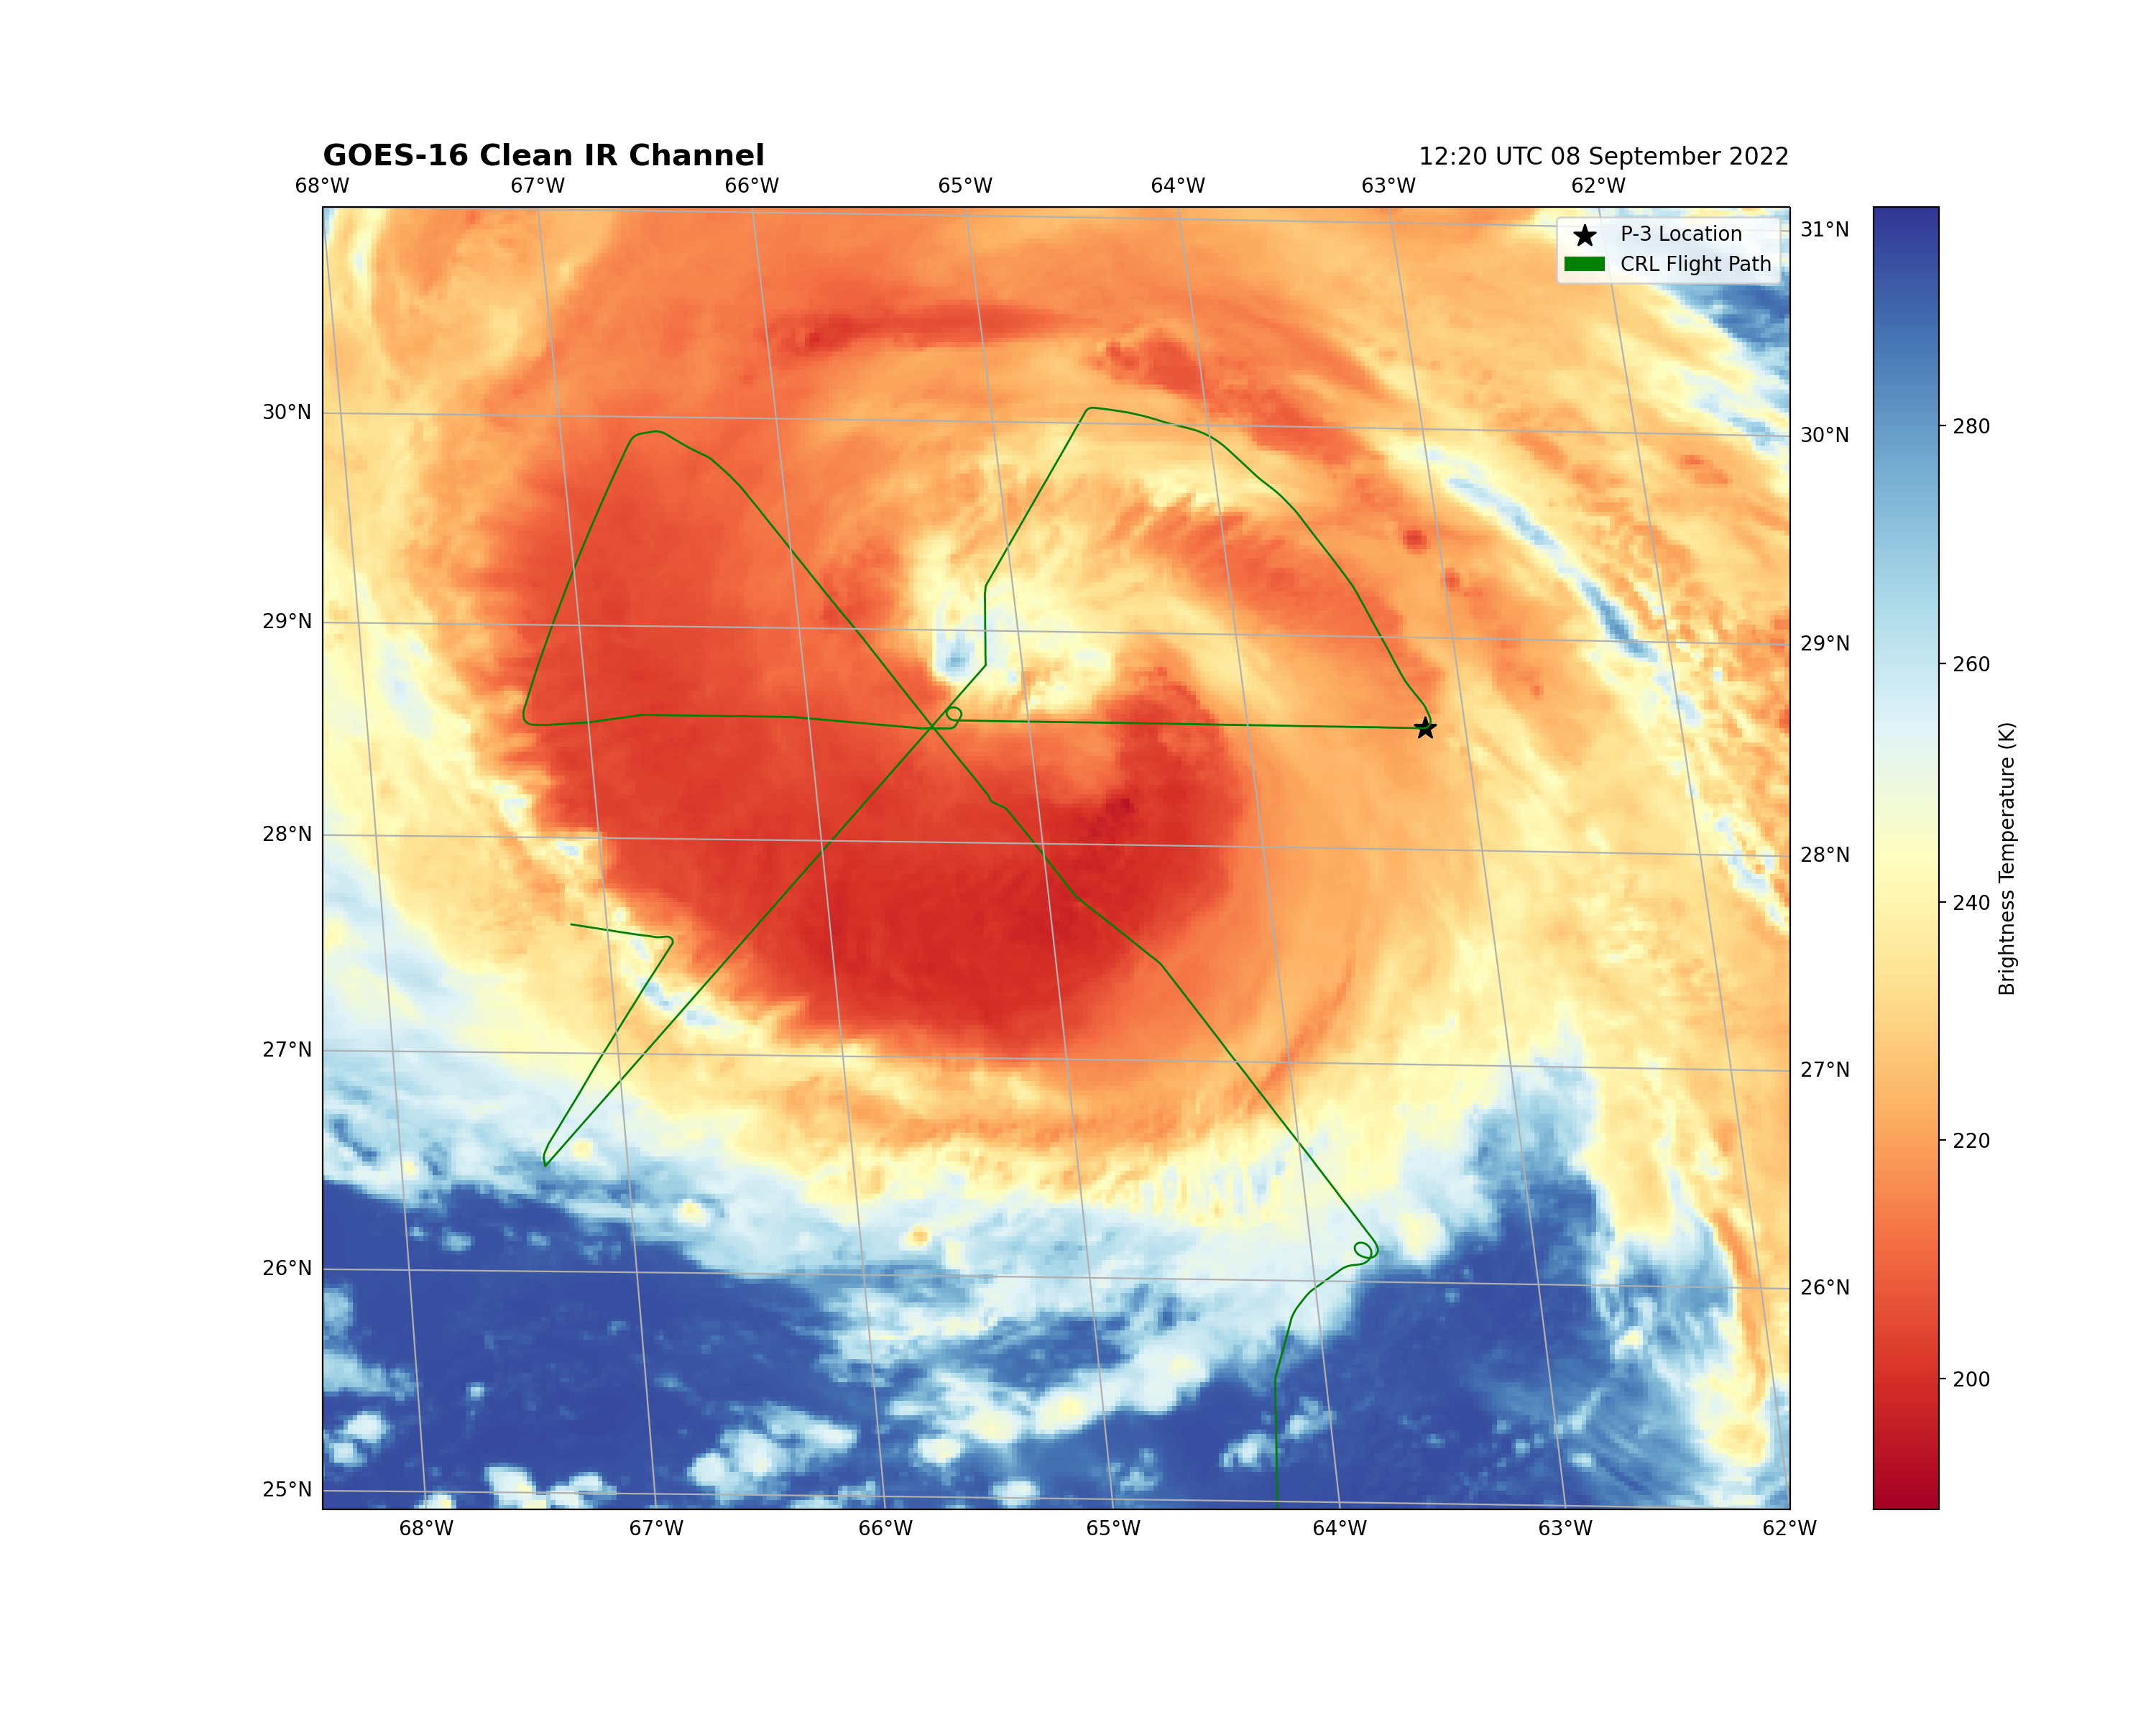 GOES-16 Clean IR Channel
12:20 UTC 08 September 2022
68°W 67°W 66°W 65°W 64°W 63°W 62°W
P-3 Location
CRL Flight Path
31°N
30°N 30°N
29°N 29°N
28°N 28°N
27°N 27°N
26°N 26°N
25°N
68°W 67°W 66°W 65°W 64°W 63°W 62°W
280
260
240
220
200
Brightness Temperature (K)